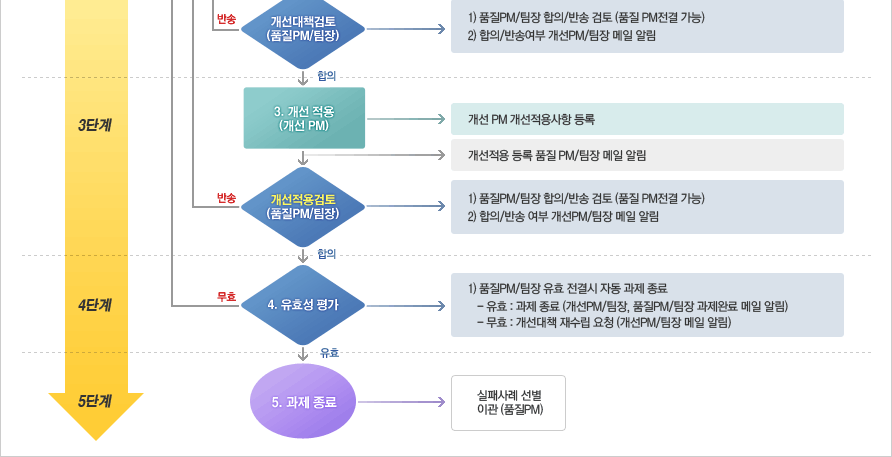 반송
개선대책검토
(품질PM/팀장)
1) 품질PM/팀장 합의/반송 검토 (품질 PM전결 가능)
2) 합의/반송여부 개선PM/팀장 메일 알림
합의
3단계
3. 개선 적용
(개선 PM)
개선 PM 개선적용사항 등록
개선적용 등록 품질 PM/팀장 메일 알림
반송
개선적용검토
(품질PM/팀장)
1) 품질PM/팀장 합의/반송 검토 (품질 PM전결 가능)
2) 합의/반송 여부 개선PM/팀장 메일 알림
합의
4단계
무효
4. 유효성 평가
1) 품질PM/팀장 유효 전결시 자동 과제 종료
- 유효 : 과제 종료 (개선PM/팀장, 품질PM/팀장 과제완료 메일 알림)
- 무효 : 개선대책 재수립 요청 (개선PM/팀장 메일 알림)
유효
5단계
5. 과제 종료
실패사례 선별
이관 (품질PM)